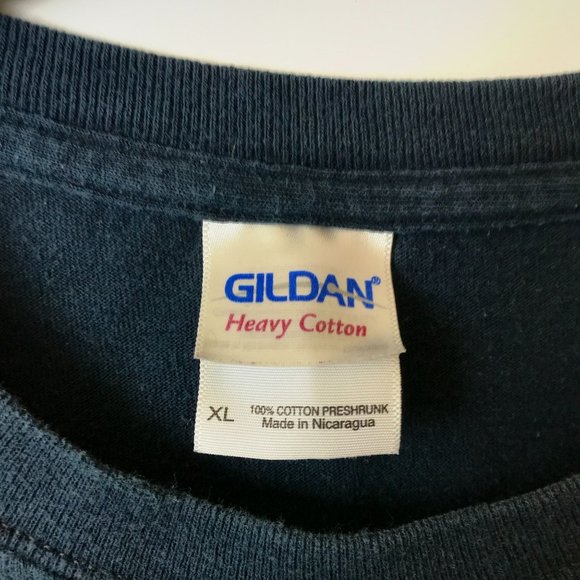 GILDAN®
Heavy Cotton
XL 100% COTTON PRESHRUNK
Made in Nicaragua